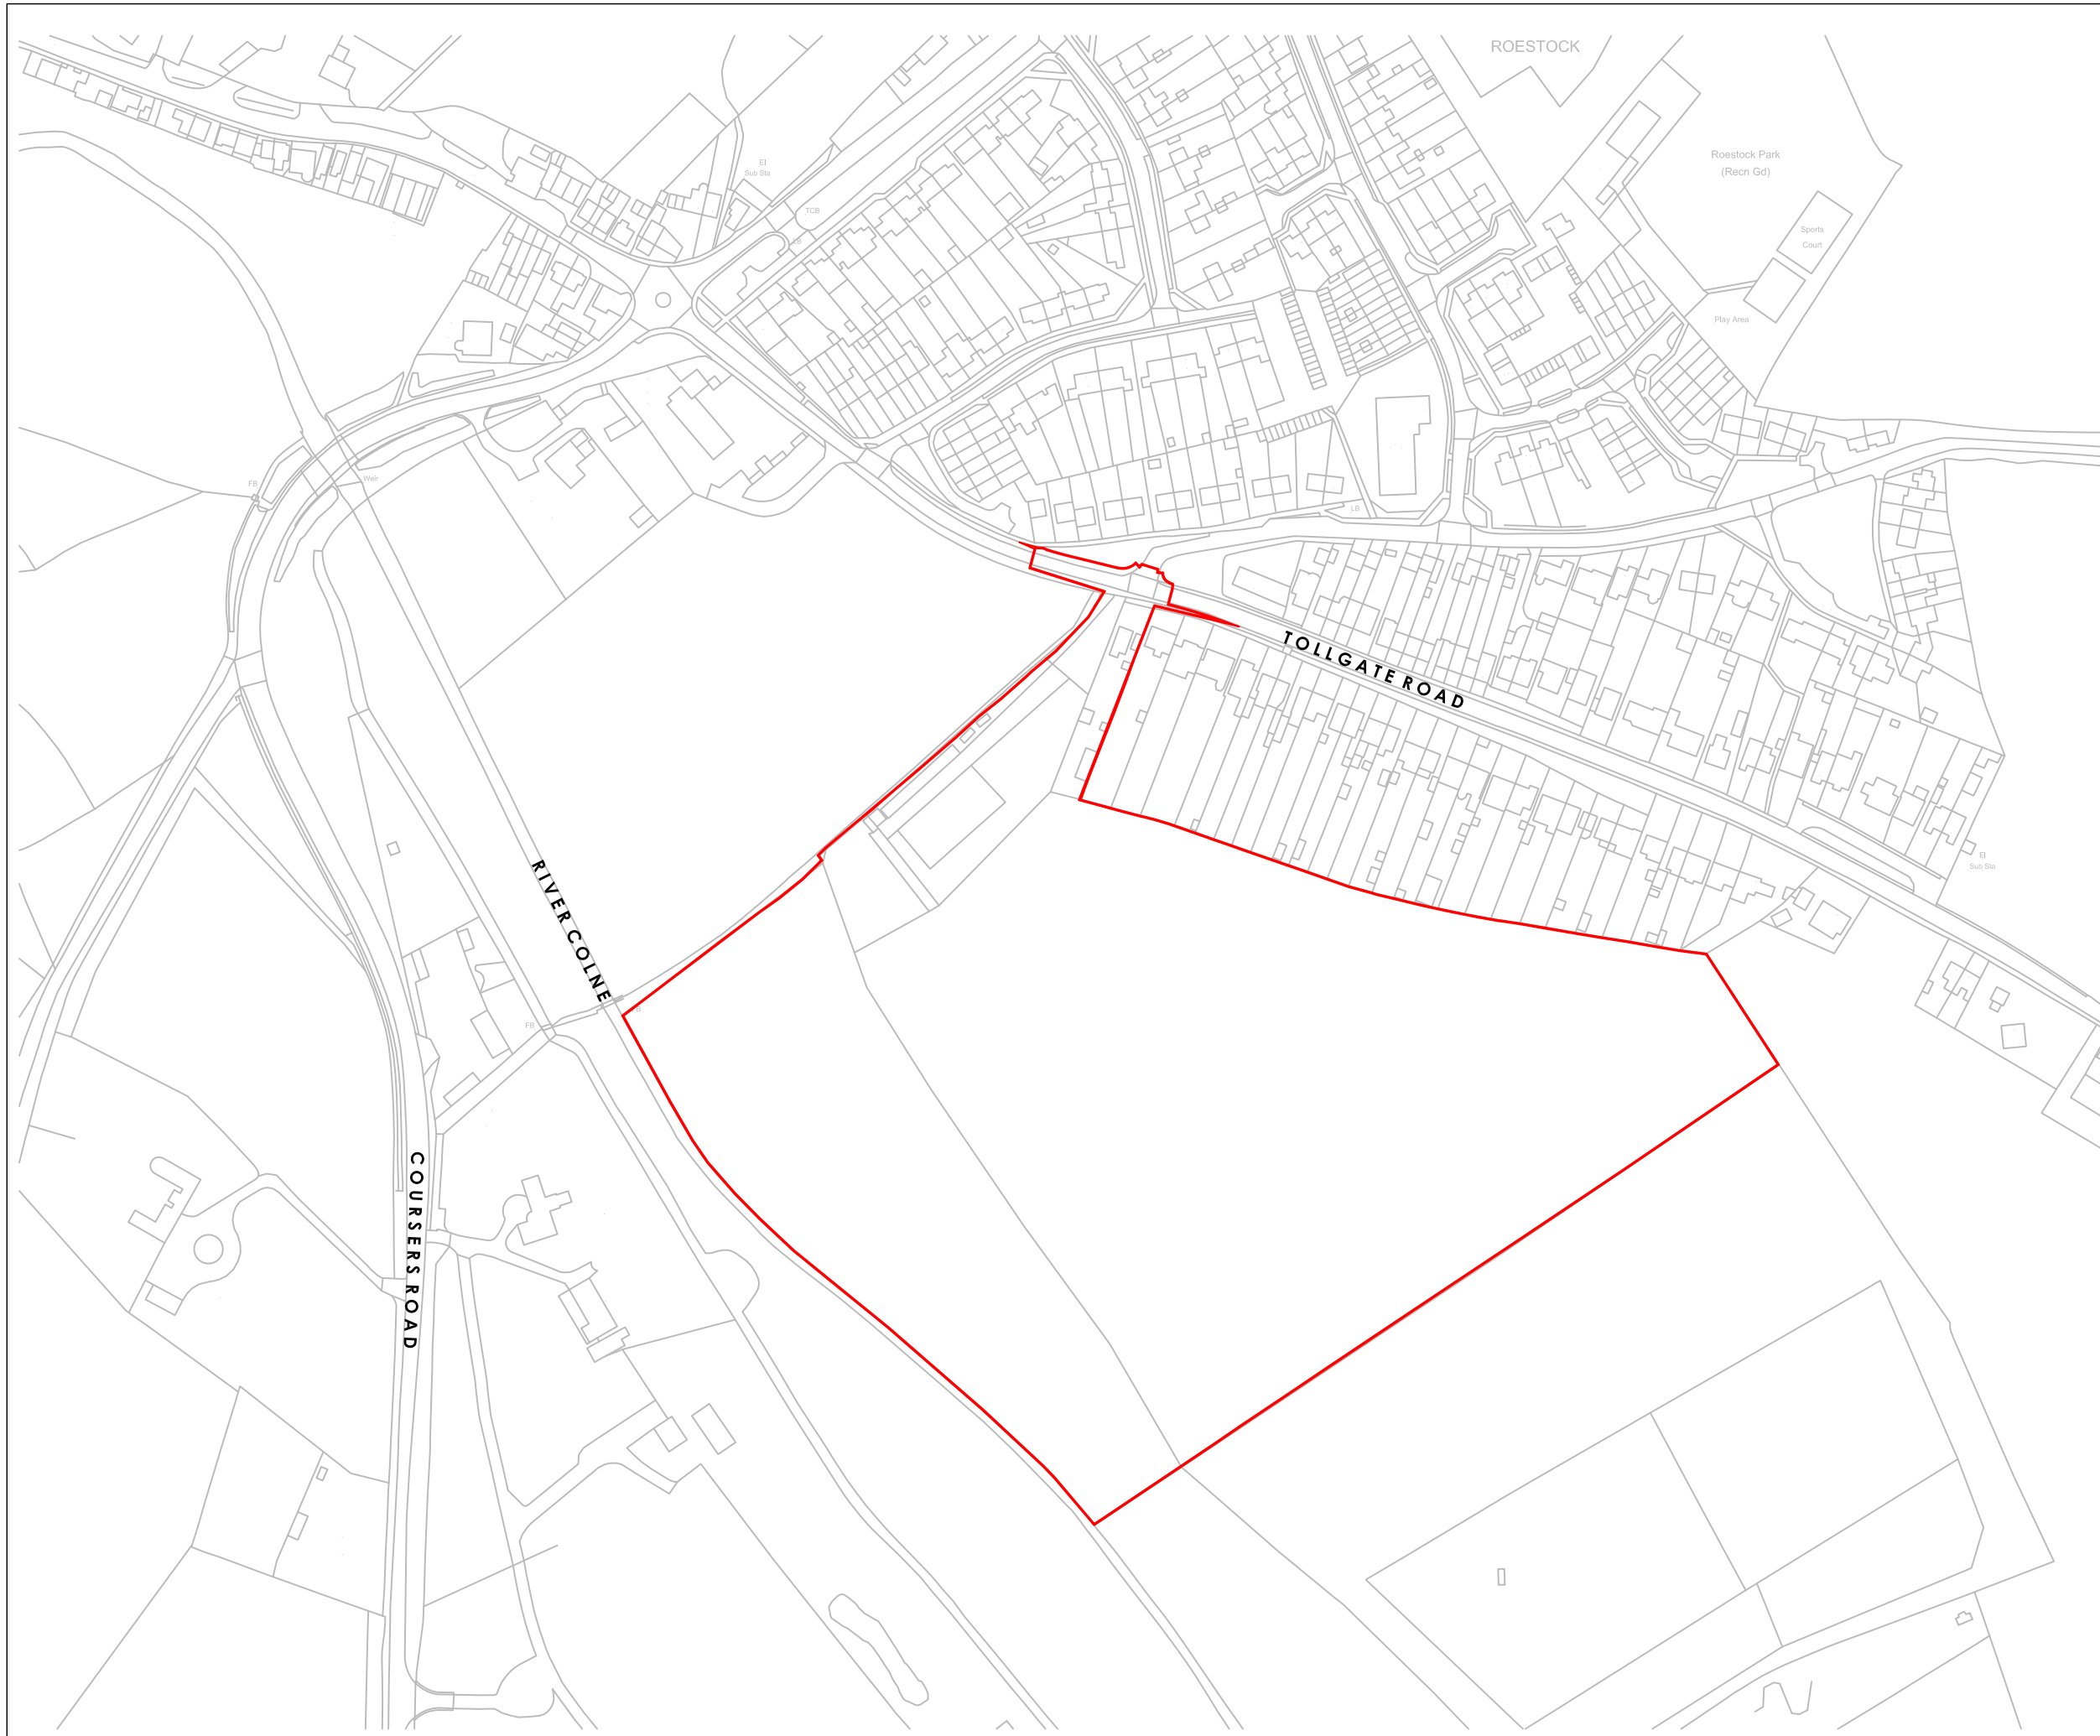 ROESTOCK
Roestock Park
(Recn Gd)
El
Sub Sta
TCB
LB
Sports
Court
Play Area
FB
Weir
LB
TOLLGATE ROAD
El
Sub Sta
RIVER COLNE
FB
COURSERS ROAD